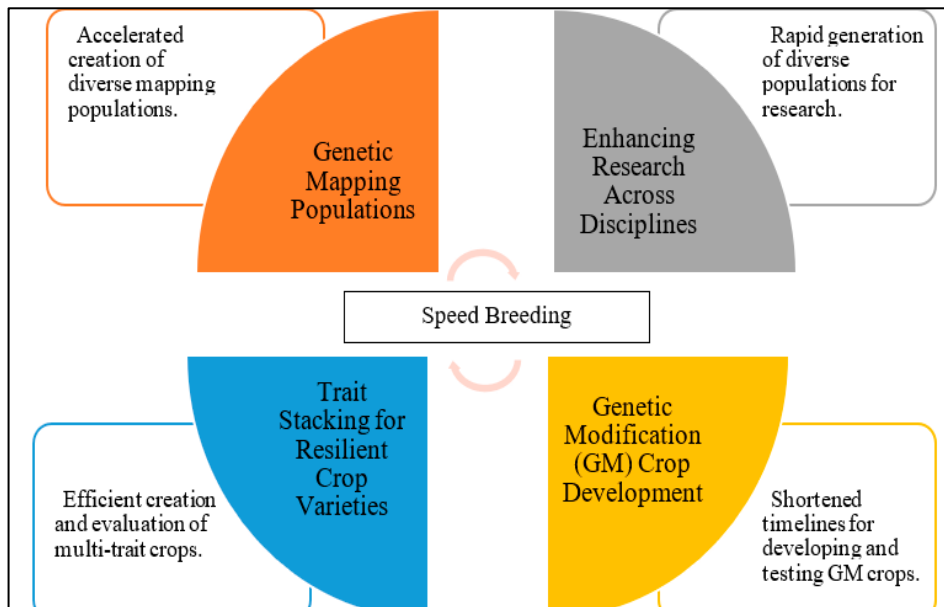 Accelerated
creation of
diverse mapping
populations.
Genetic
Mapping
Populations
Enhancing
Research
Across
Disciplines
Rapid generation
of diverse
populations for
research.
Speed Breeding
Efficient creation
and evaluation of
multi-trait crops.
Trait
Stacking for
Resilient
Crop
Varieties
Genetic
Modification
(GM) Crop
Development
Shortened
timelines for
developing and
testing GM crops.